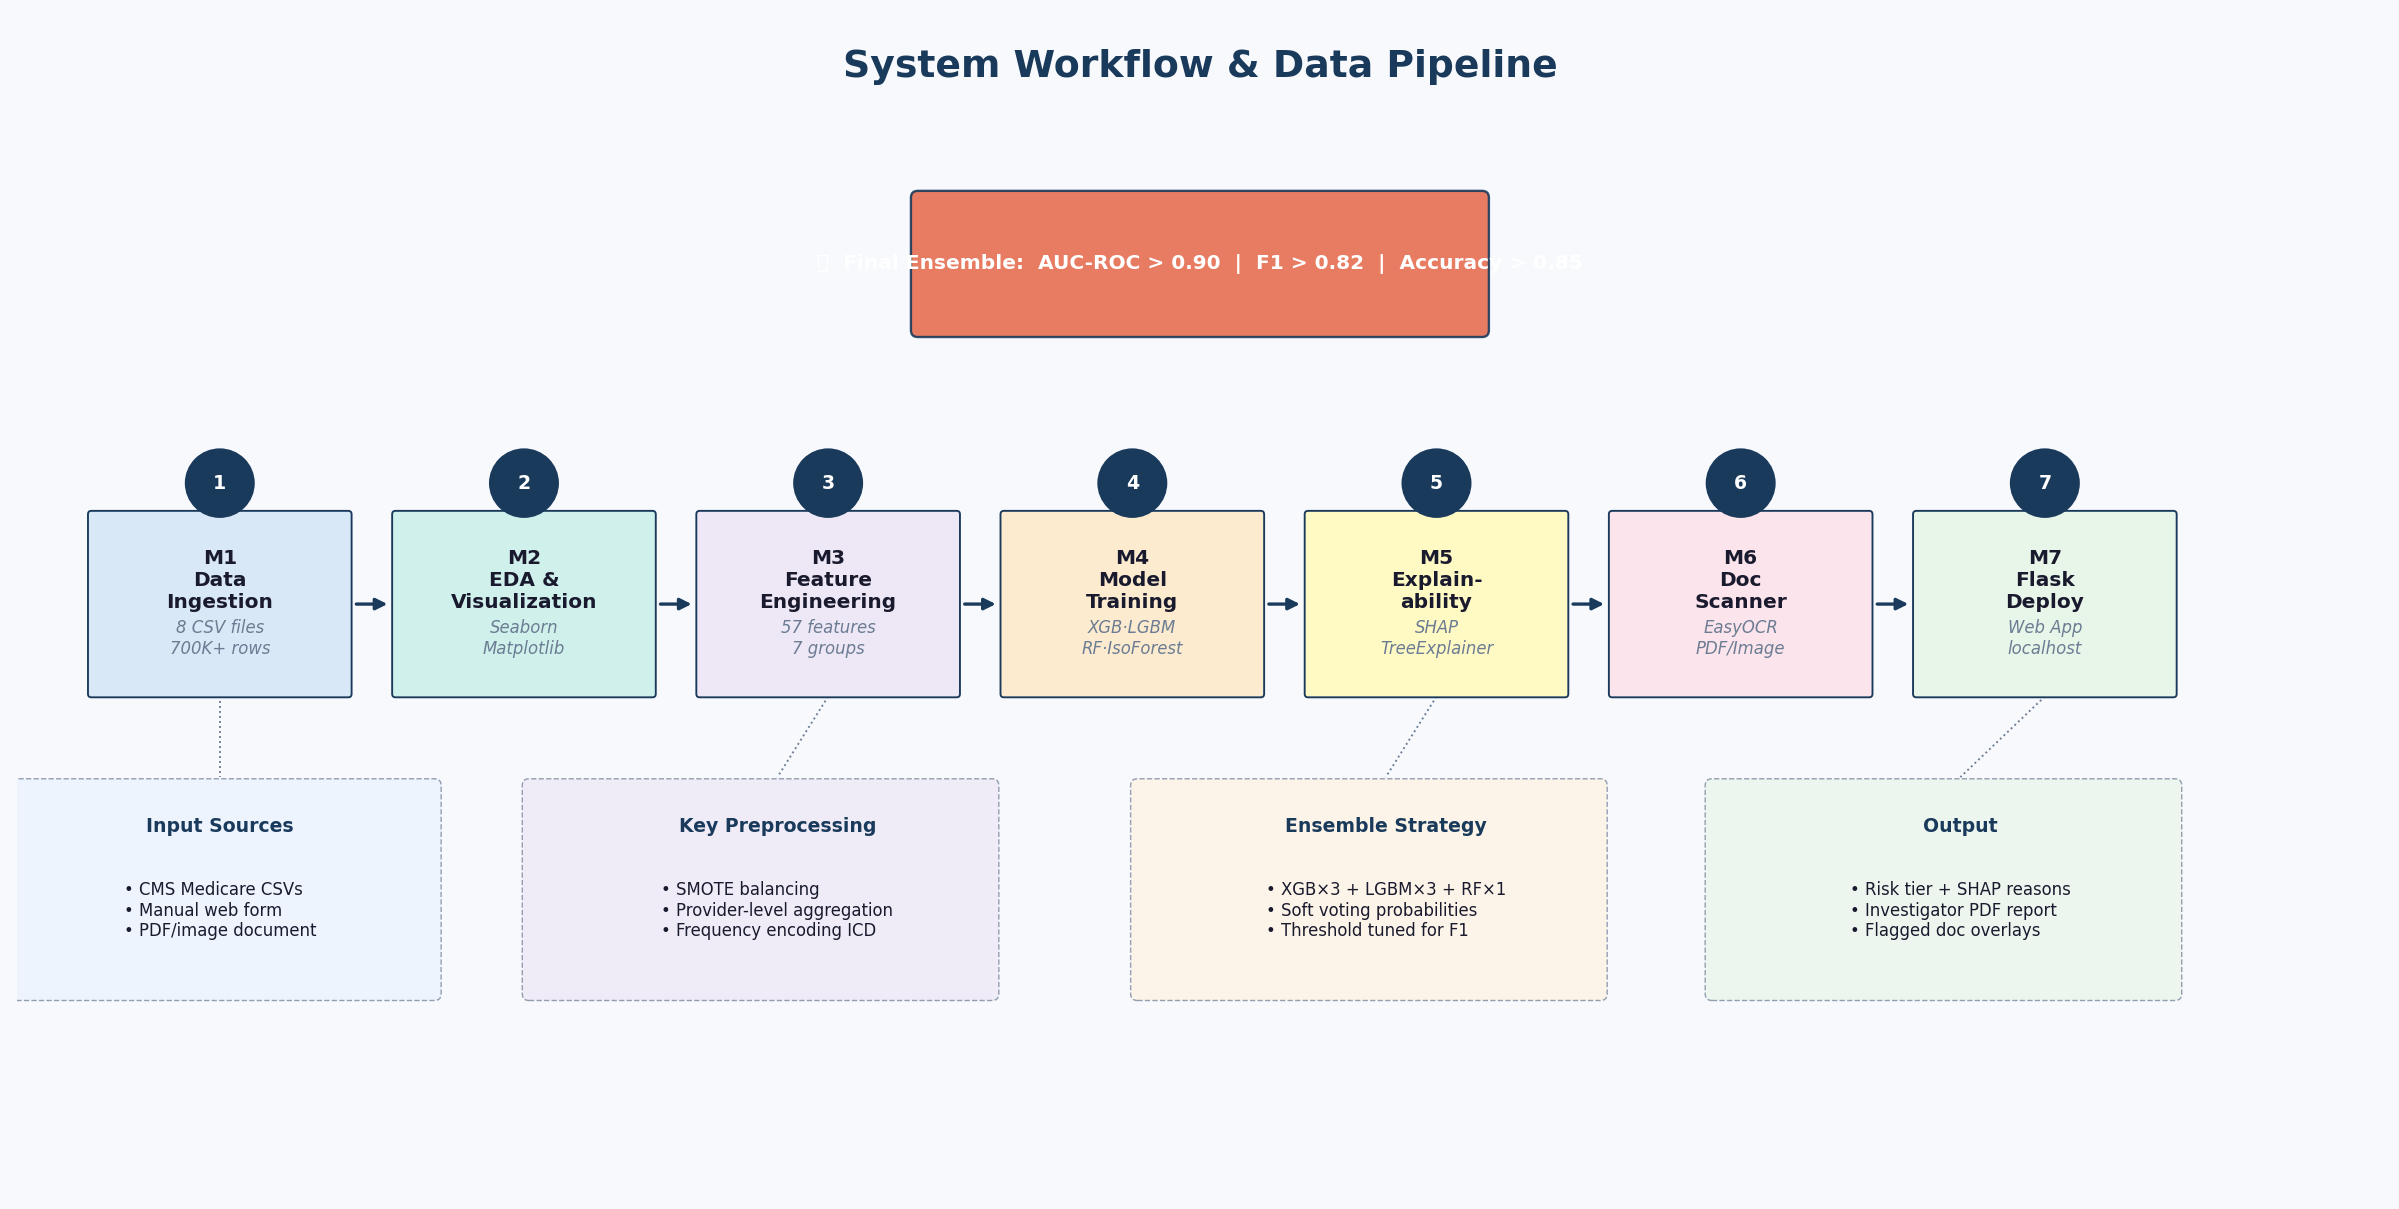 System Workflow & Data Pipeline
Final Ensemble:  AUC-ROC > 0.90  |  F1 > 0.82  |  Accuracy > 0.85
1
2
3
4
5
6
7
M1
Data
Ingestion
8 CSV files
700K+ rows
M2
EDA &
Visualization
Seaborn
Matplotlib
M3
Feature
Engineering
57 features
7 groups
M4
Model
Training
XGB·LGBM
RF·IsoForest
M5
Explain-
ability
SHAP
TreeExplainer
M6
Doc
Scanner
EasyOCR
PDF/Image
M7
Flask
Deploy
Web App
localhost
Input Sources
• CMS Medicare CSVs
• Manual web form
• PDF/image document
Key Preprocessing
• SMOTE balancing
• Provider-level aggregation
• Frequency encoding ICD
Ensemble Strategy
• XGB×3 + LGBM×3 + RF×1
• Soft voting probabilities
• Threshold tuned for F1
Output
• Risk tier + SHAP reasons
• Investigator PDF report
• Flagged doc overlays